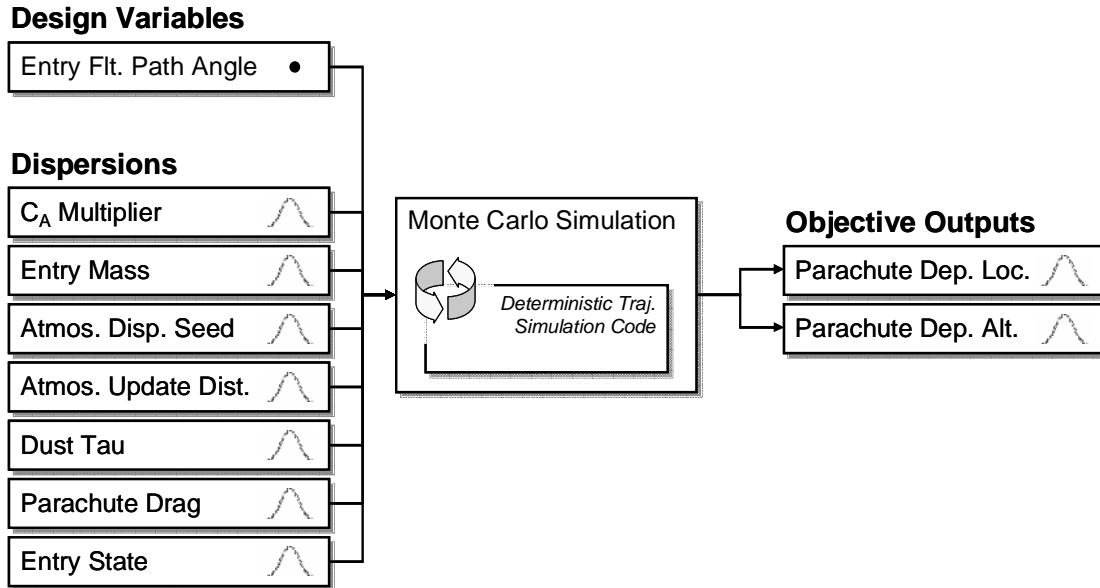 Design Variables
Entry Flt. Path Angle
Dispersions
C_A Multiplier
Entry Mass
Atmos. Disp. Seed
Atmos. Update Dist.
Dust Tau
Parachute Drag
Entry State
Monte Carlo Simulation
Deterministic Traj.
Simulation Code
Objective Outputs
Parachute Dep. Loc.
Parachute Dep. Alt.